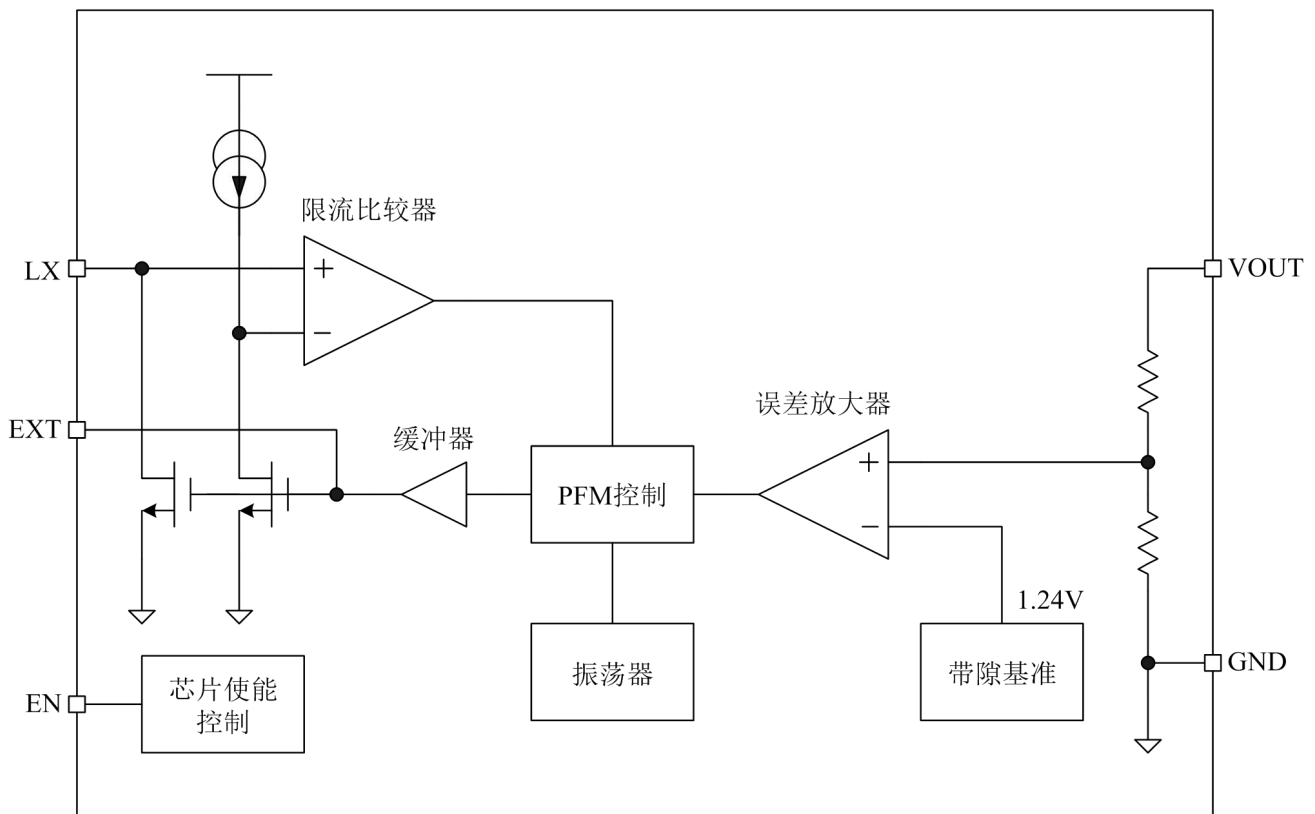 限流比较器
LX
+
VOUT
−
误差放大器
EXT
缓冲器
+
PFM控制
−
1.24V
GND
芯片使能
控制
振荡器
带隙基准
EN